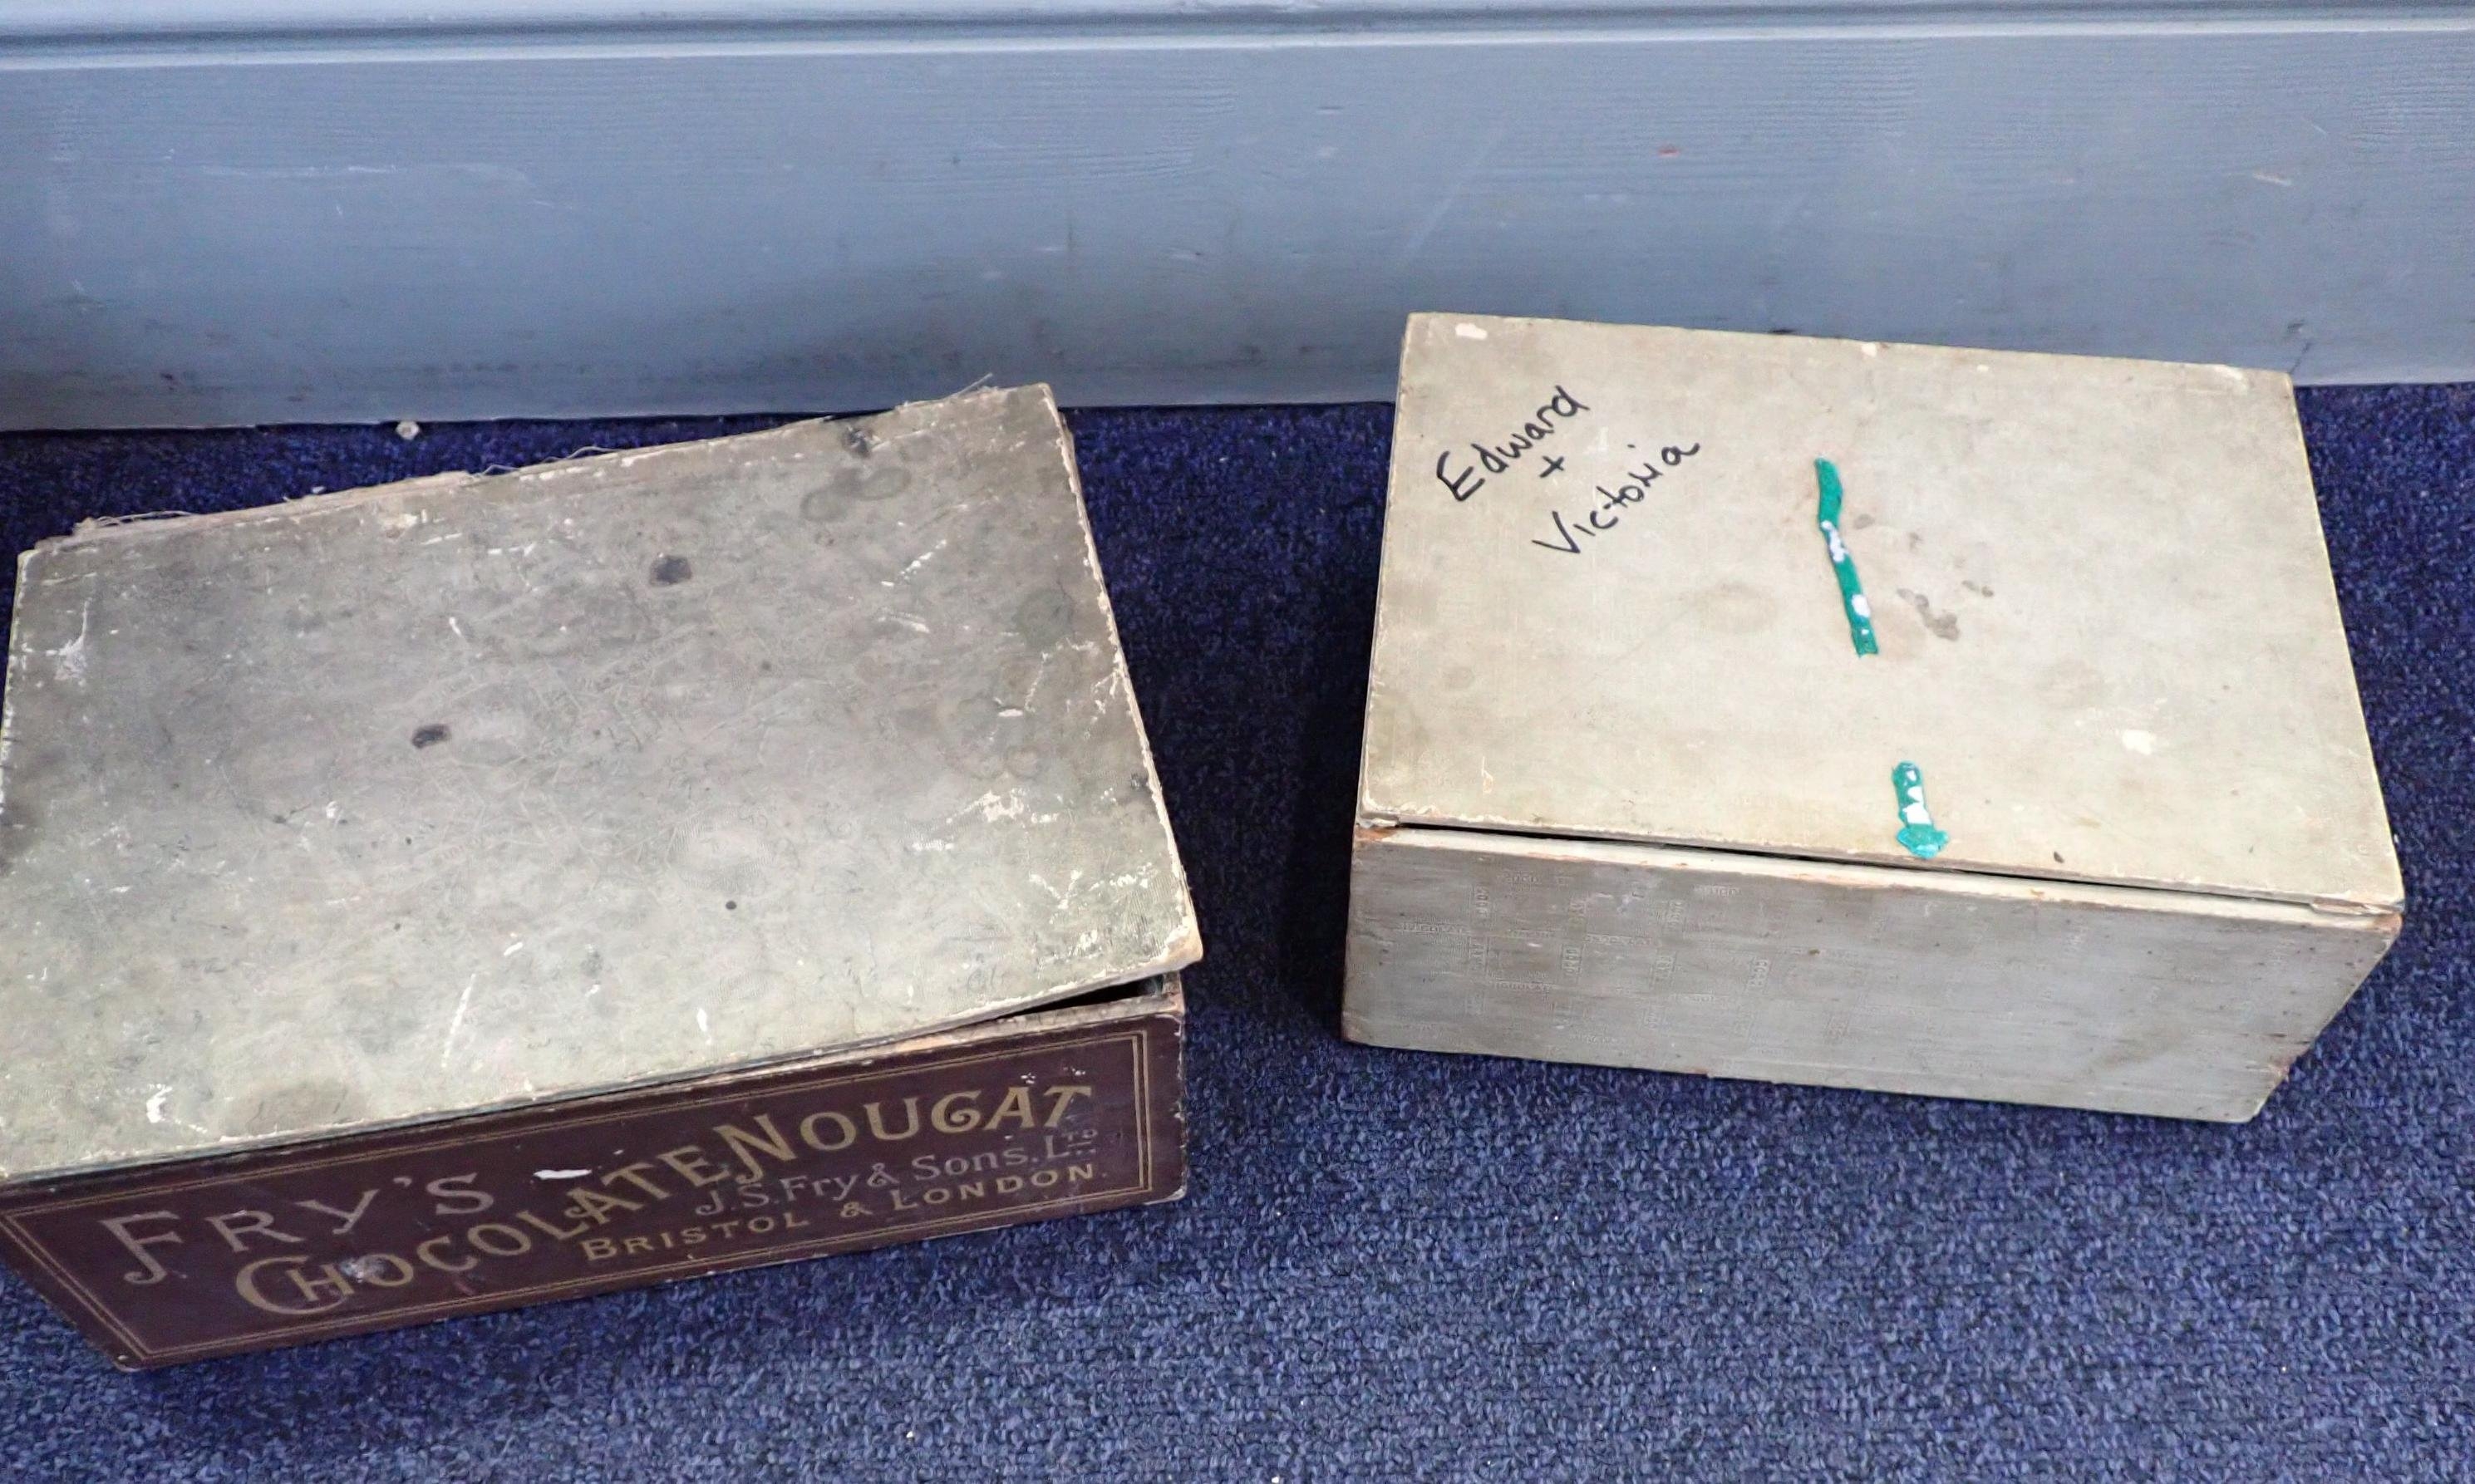 FRY'S
CHOCOLATE NOUGAT
J.S. Fry & Sons. LTD
BRISTOL & LONDON.
Edward
+
Victoria